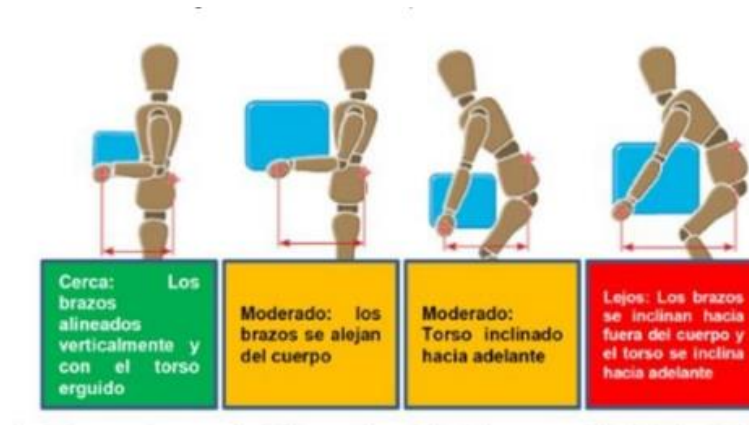 Cerca: Los
brazos
alineados
verticalmente y
con el torso
erguido
Moderado: los
brazos se alejan
del cuerpo
Moderado:
Torso inclinado
hacia adelante
Lejos: Los brazos
se inclinan hacia
fuera del cuerpo y
el torso se inclina
hacia adelante